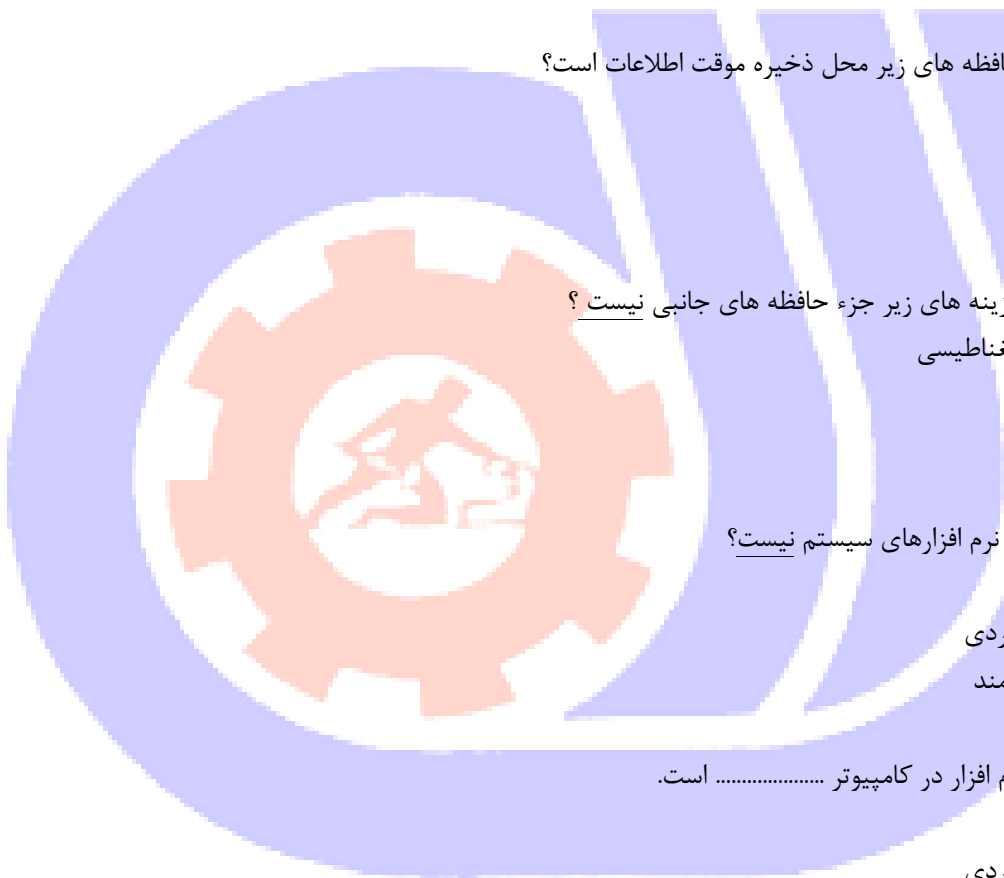 افظه های زیر محل ذخیره موقت اطلاعات است؟
زینه های زیر جزء حافظه های جانبی نیست ؟
غناطیسی
نرم افزارهای سیستم نیست؟
ردی
مند
م افزار در کامپیوتر ..................... است.
ردی